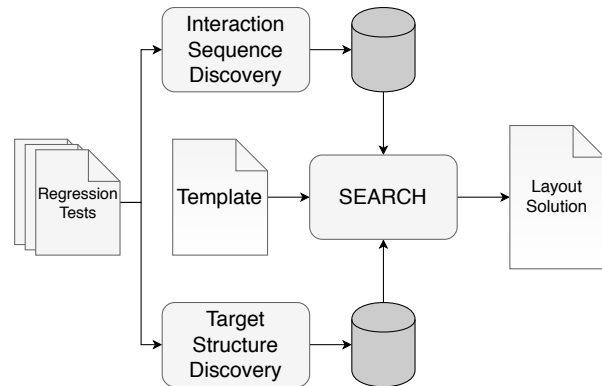 Interaction
Sequence
Discovery
Regression
Tests
Template
SEARCH
Layout
Solution
Target
Structure
Discovery